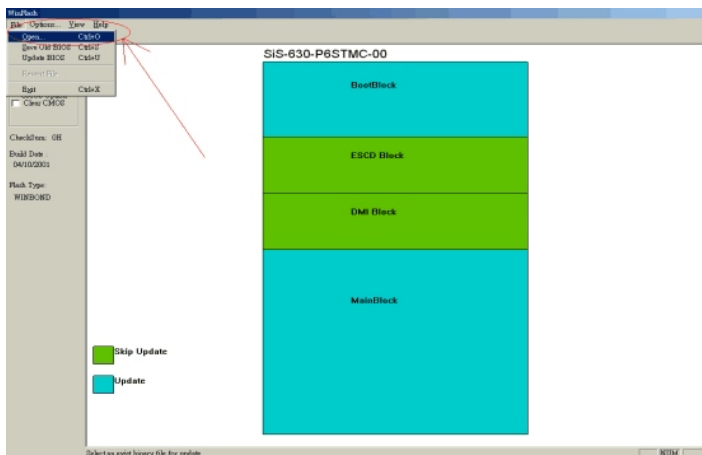 WinFlash
File Options... View Help
Open... Ctrl+O
Save Old BIOS Ctrl+S
Update BIOS Ctrl+U
Recent File
Exit Ctrl+X
Clear CMOS
CheckSum: 0H
Build Date :
04/10/2001
Flash Type:
WINBOND
SiS-630-P6STMC-00
BootBlock
ESCD Block
DMI Block
MainBlock
Skip Update
Update
Select an exist binary file for update
NUM